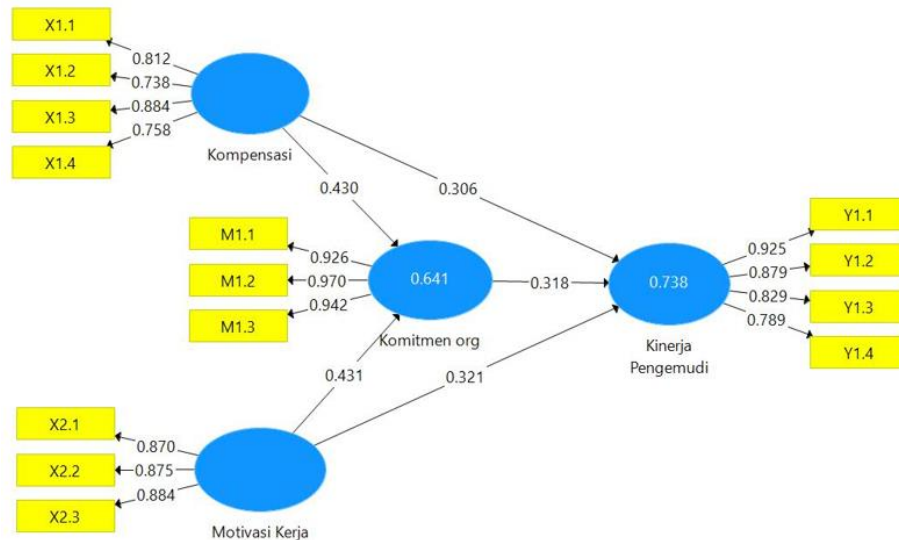 X1.1
X1.2
X1.3
X1.4
0.812
0.738
0.884
0.758
Kompensasi
0.430
0.306
M1.1
M1.2
M1.3
0.926
0.970
0.942
0.641
Komitmen org
0.318
0.738
Kinerja
Pengemudi
Y1.1
Y1.2
Y1.3
Y1.4
0.925
0.879
0.829
0.789
0.431
0.321
X2.1
X2.2
X2.3
0.870
0.875
0.884
Motivasi Kerja